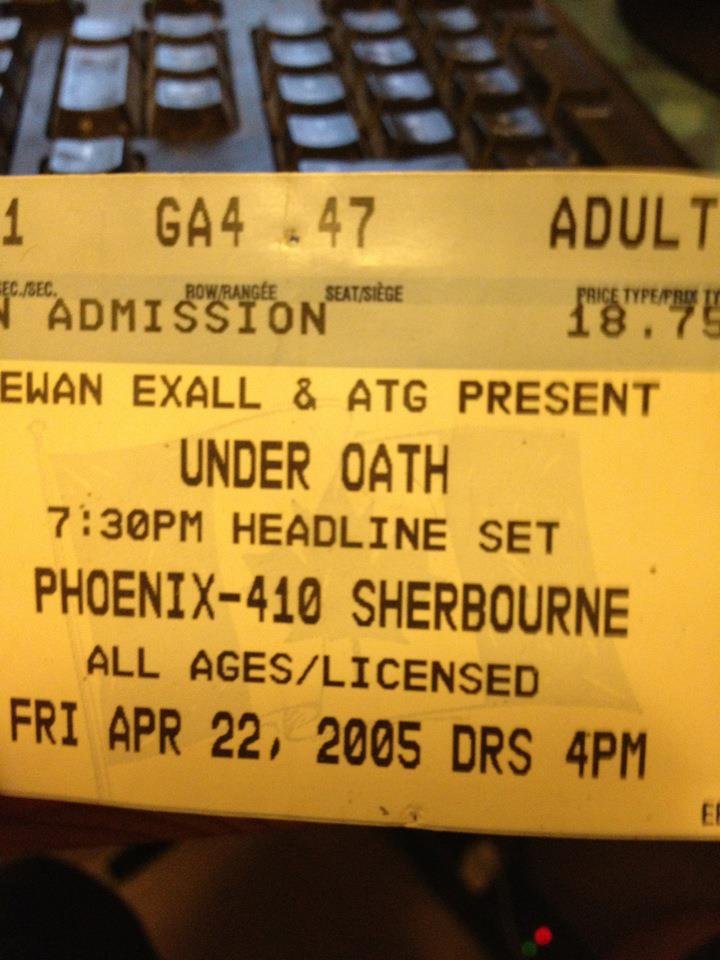 1 GA4 47 ADULT
SEC./SEC. ROW/RANGÉE SEAT/SIÈGE PRICE TYPE/PRIX TY
N ADMISSION 18.75
EWAN EXALL & ATG PRESENT
UNDER OATH
7:30PM HEADLINE SET
PHOENIX-410 SHERBOURNE
ALL AGES/LICENSED
FRI APR 22, 2005 DRS 4PM